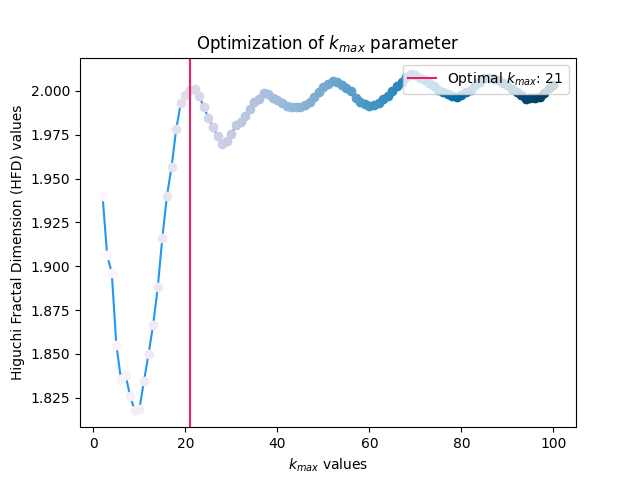 Optimization of $k_{max}$ parameter
Optimal $k_{max}$: 21
Higuchi Fractal Dimension (HFD) values
2.000
1.975
1.950
1.925
1.900
1.875
1.850
1.825
0 20 40 60 80 100
$k_{max}$ values